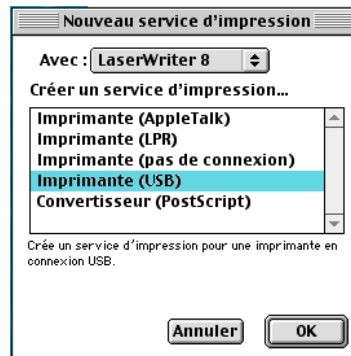 Nouveau service d'impression
Avec : LaserWriter 8
Créer un service d'impression...
Imprimante (AppleTalk)
Imprimante (LPR)
Imprimante (pas de connexion)
Imprimante (USB)
Convertisseur (PostScript)
Crée un service d'impression pour une imprimante en
connexion USB.
Annuler OK